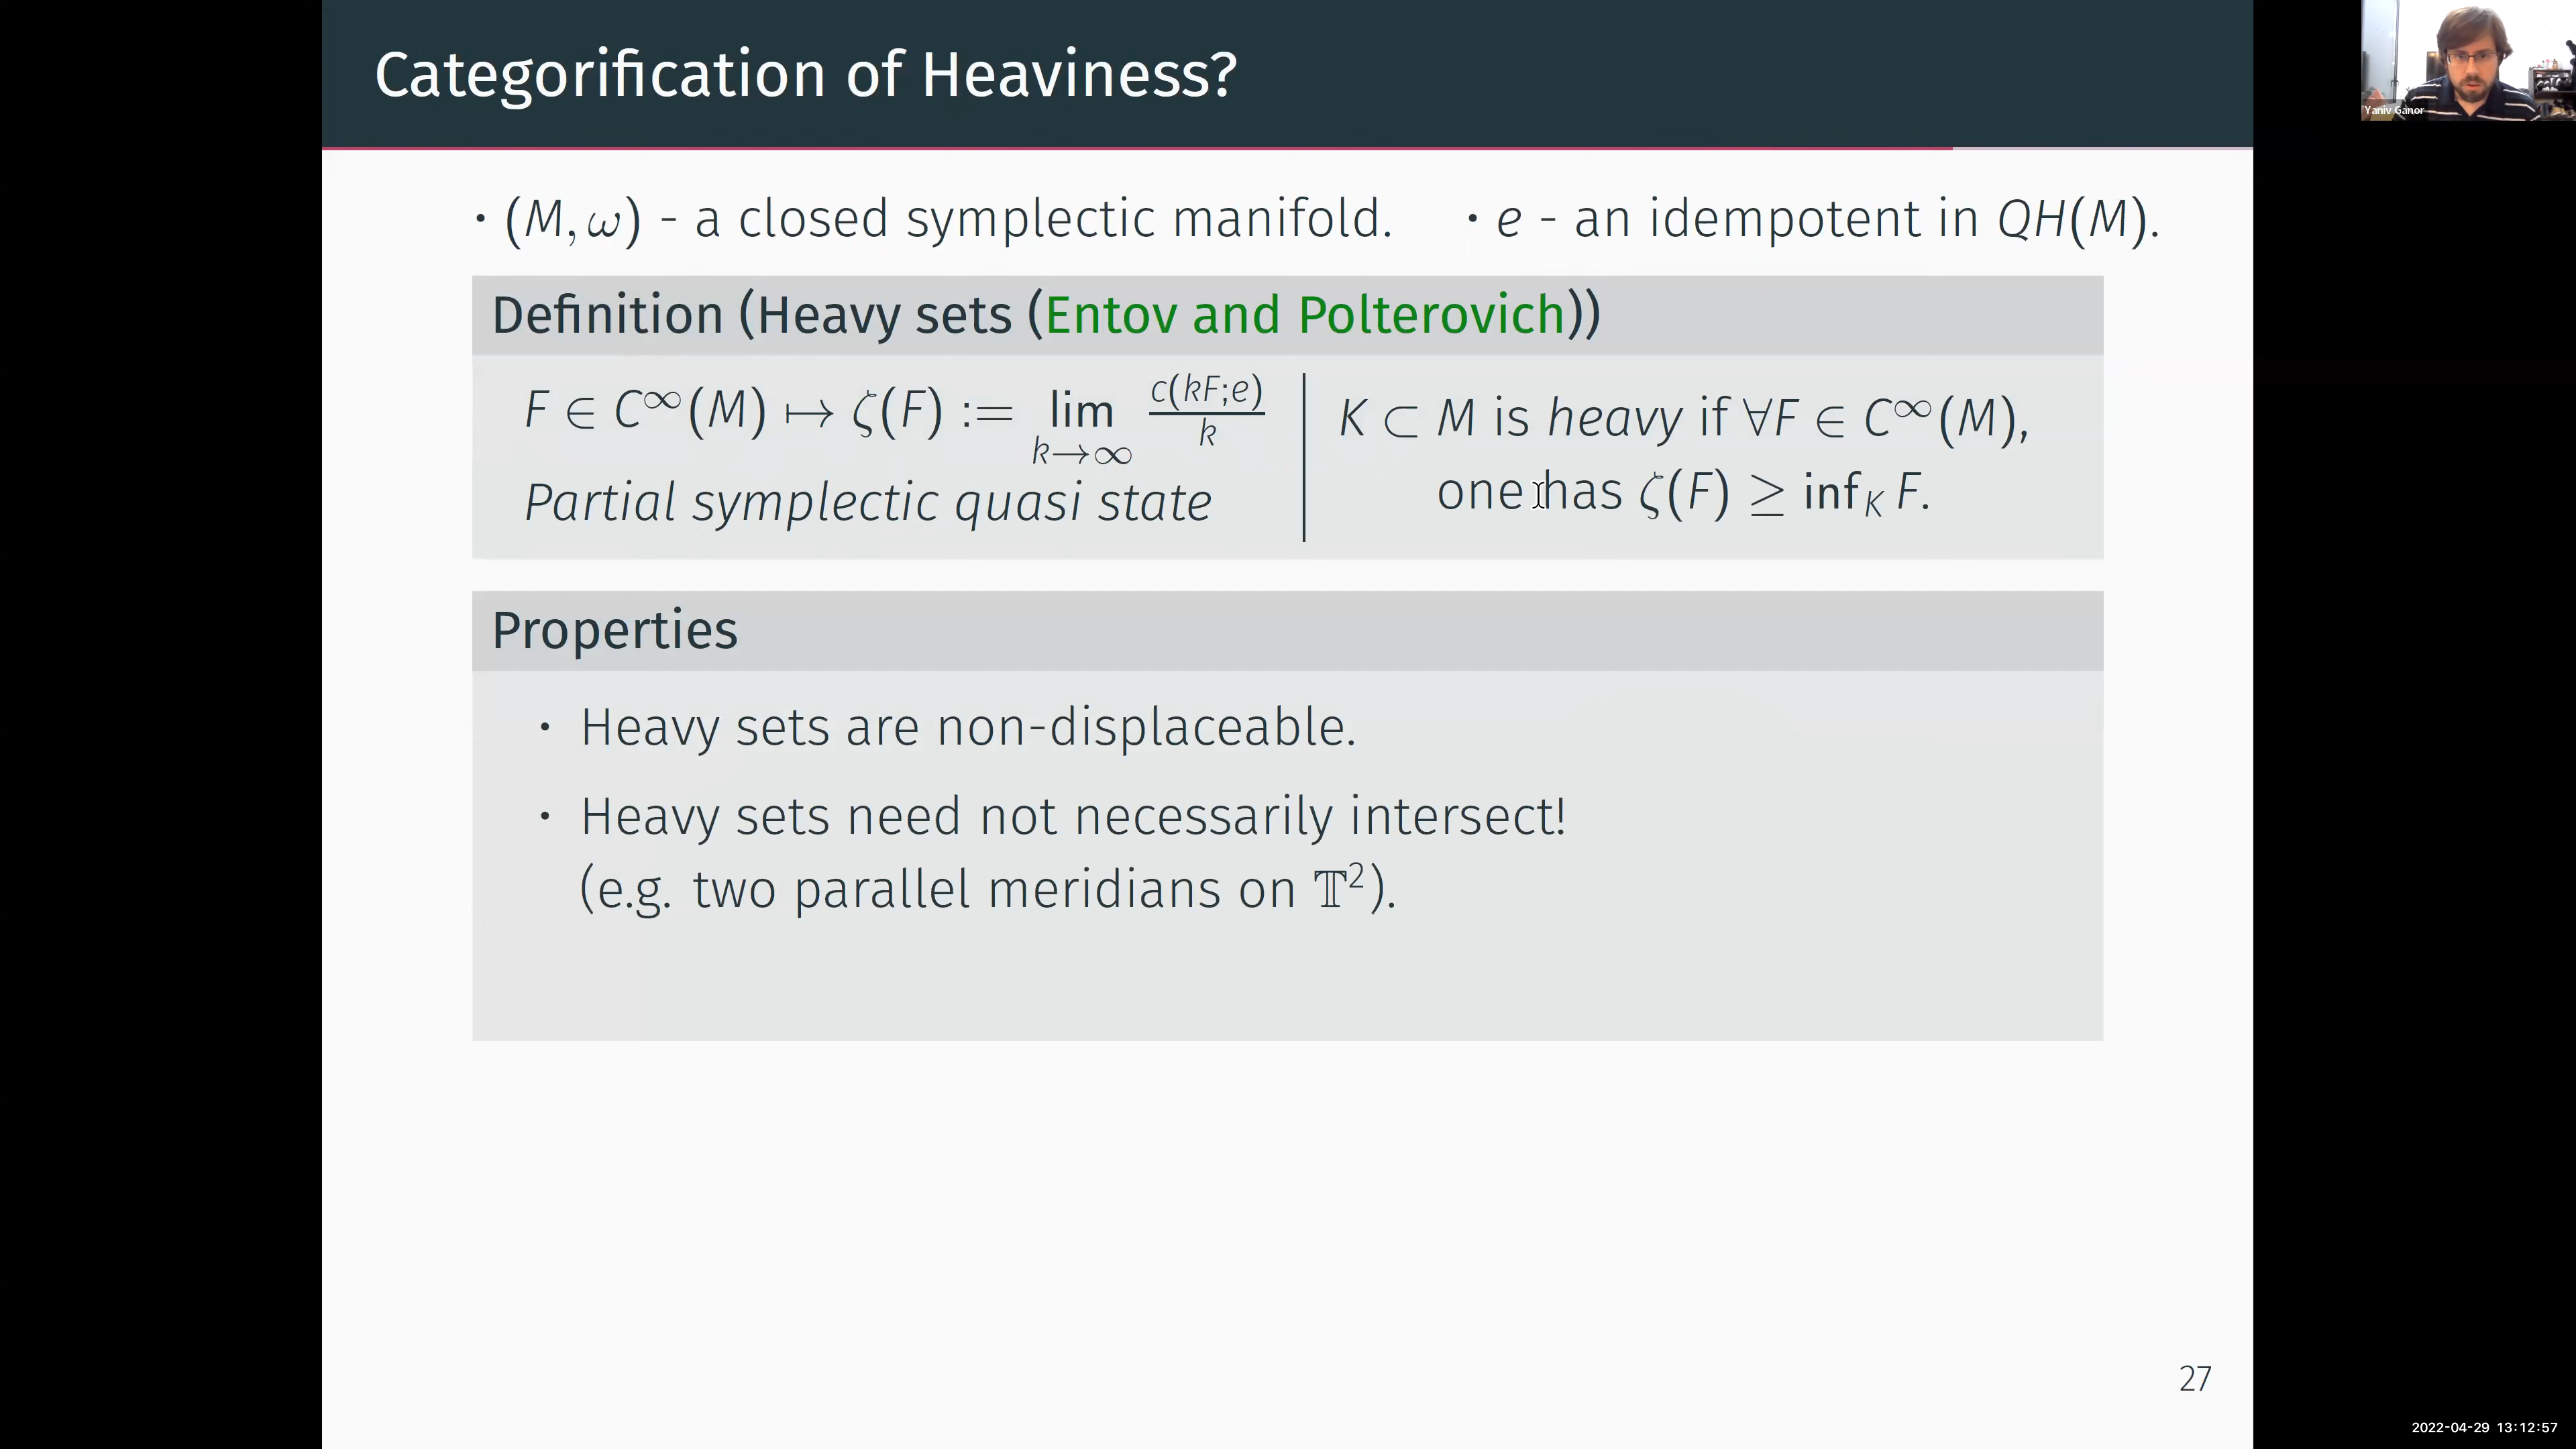 Categorification of Heaviness?
Yaniv Ganor
• (M, ω) - a closed symplectic manifold. • e - an idempotent in QH(M).
Definition (Heavy sets (Entov and Polterovich))
F ∈ C^∞(M) ↦ ζ(F) := lim_{k→∞} c(kF;e)/k
Partial symplectic quasi state
K ⊂ M is heavy if ∀F ∈ C^∞(M),
one has ζ(F) ≥ inf_K F.
Properties
• Heavy sets are non-displaceable.
• Heavy sets need not necessarily intersect!
(e.g. two parallel meridians on 𝕋²).
27
2022-04-29 13:12:57